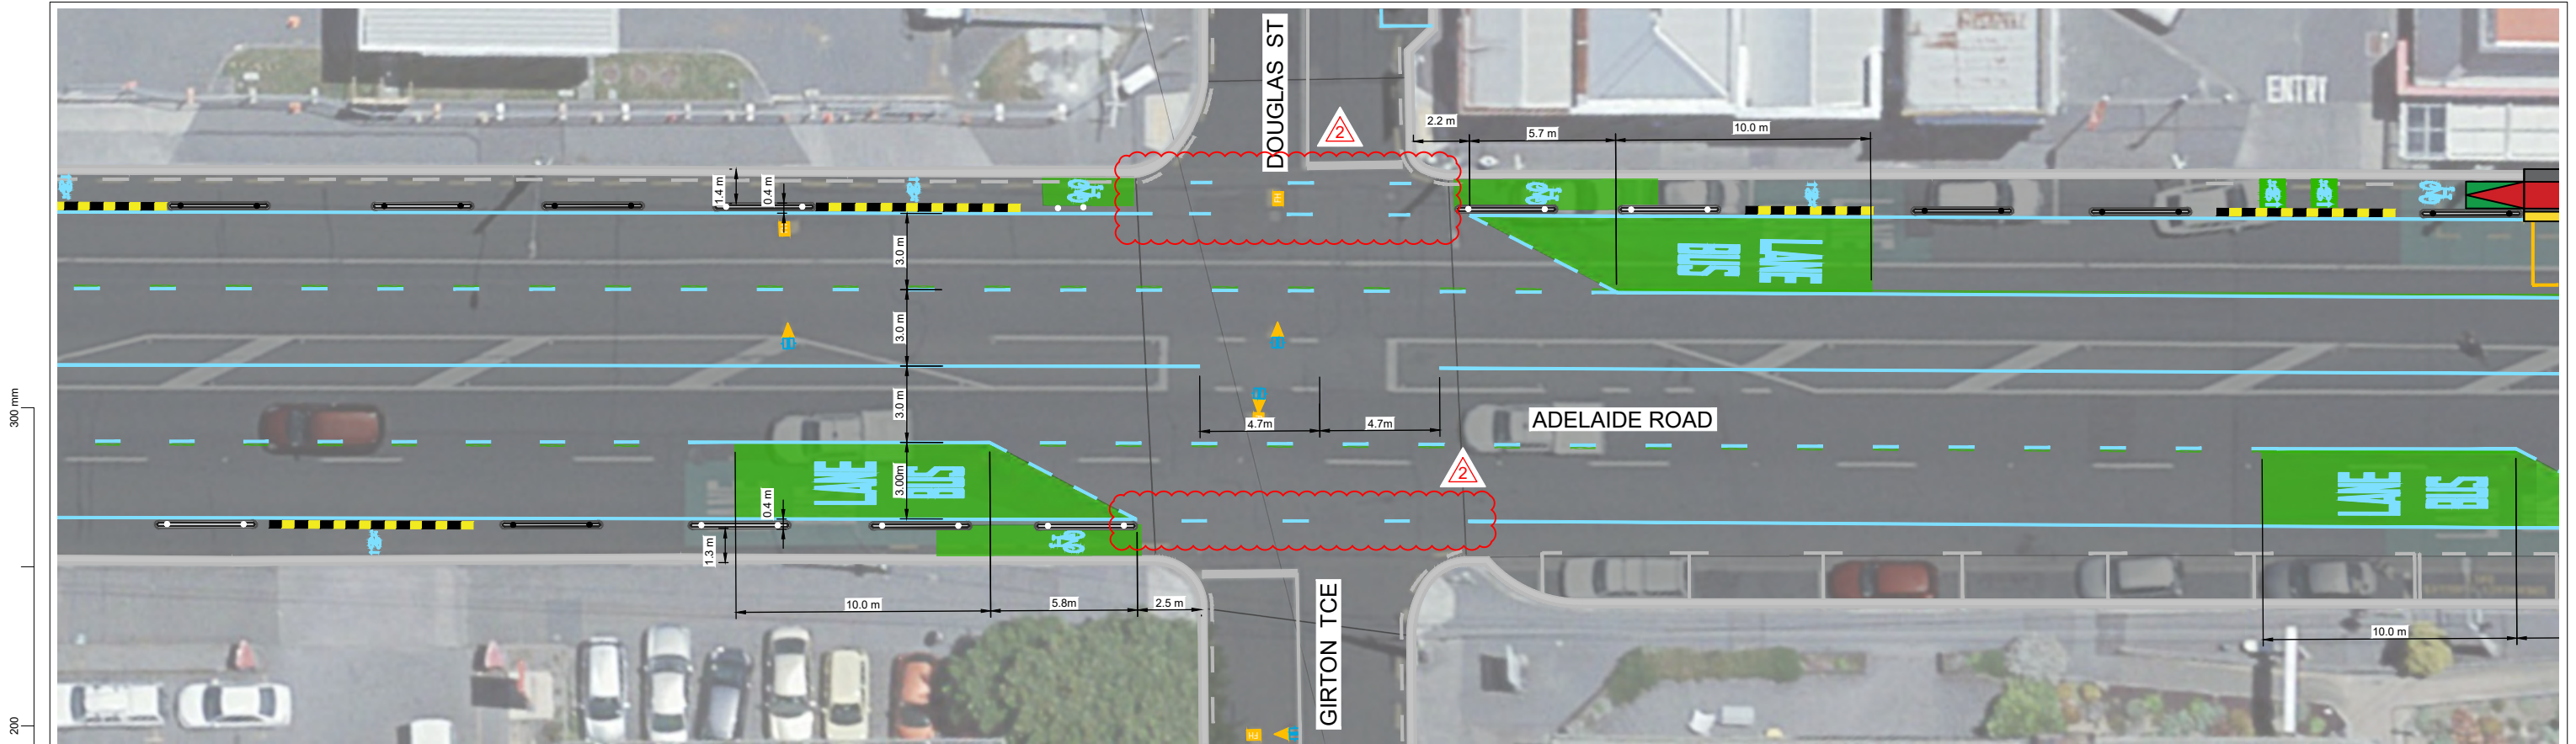 DOUGLAS ST
2
2.2 m
5.7 m
10.0 m
ENTRY
1.4 m
0.4 m
FH
3.0 m
BUS
LANE
3.0 m
300 mm
3.0 m
4.7m
4.7m
ADELAIDE ROAD
2
LANE
BUS
3.00m
0.4 m
1.3 m
LANE
BUS
10.0 m
5.8m
2.5 m
GIRTON TCE
10.0 m
200
FH